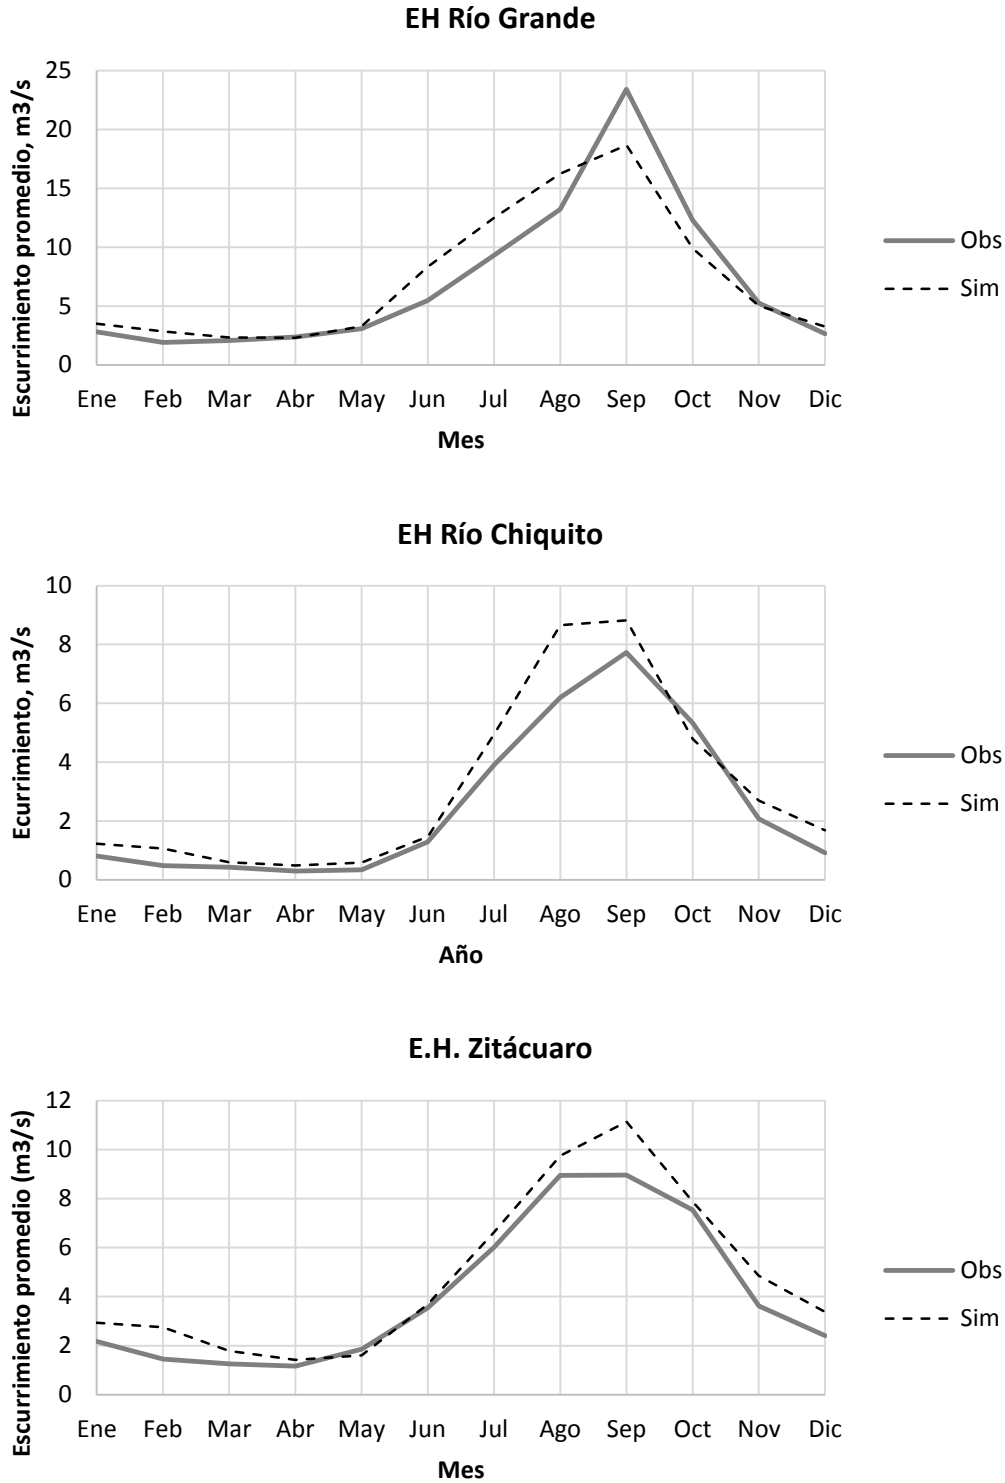 EH Río Grande
Escurrimiento promedio, m3/s
25
20
15
10
5
0
Ene Feb Mar Abr May Jun Jul Ago Sep Oct Nov Dic
Mes
Obs
Sim
EH Río Chiquito
Ecurrimiento, m3/s
10
8
6
4
2
0
Ene Feb Mar Abr May Jun Jul Ago Sep Oct Nov Dic
Año
Obs
Sim
E.H. Zitácuaro
Escurrimiento promedio (m3/s)
12
10
8
6
4
2
0
Ene Feb Mar Abr May Jun Jul Ago Sep Oct Nov Dic
Mes
Obs
Sim